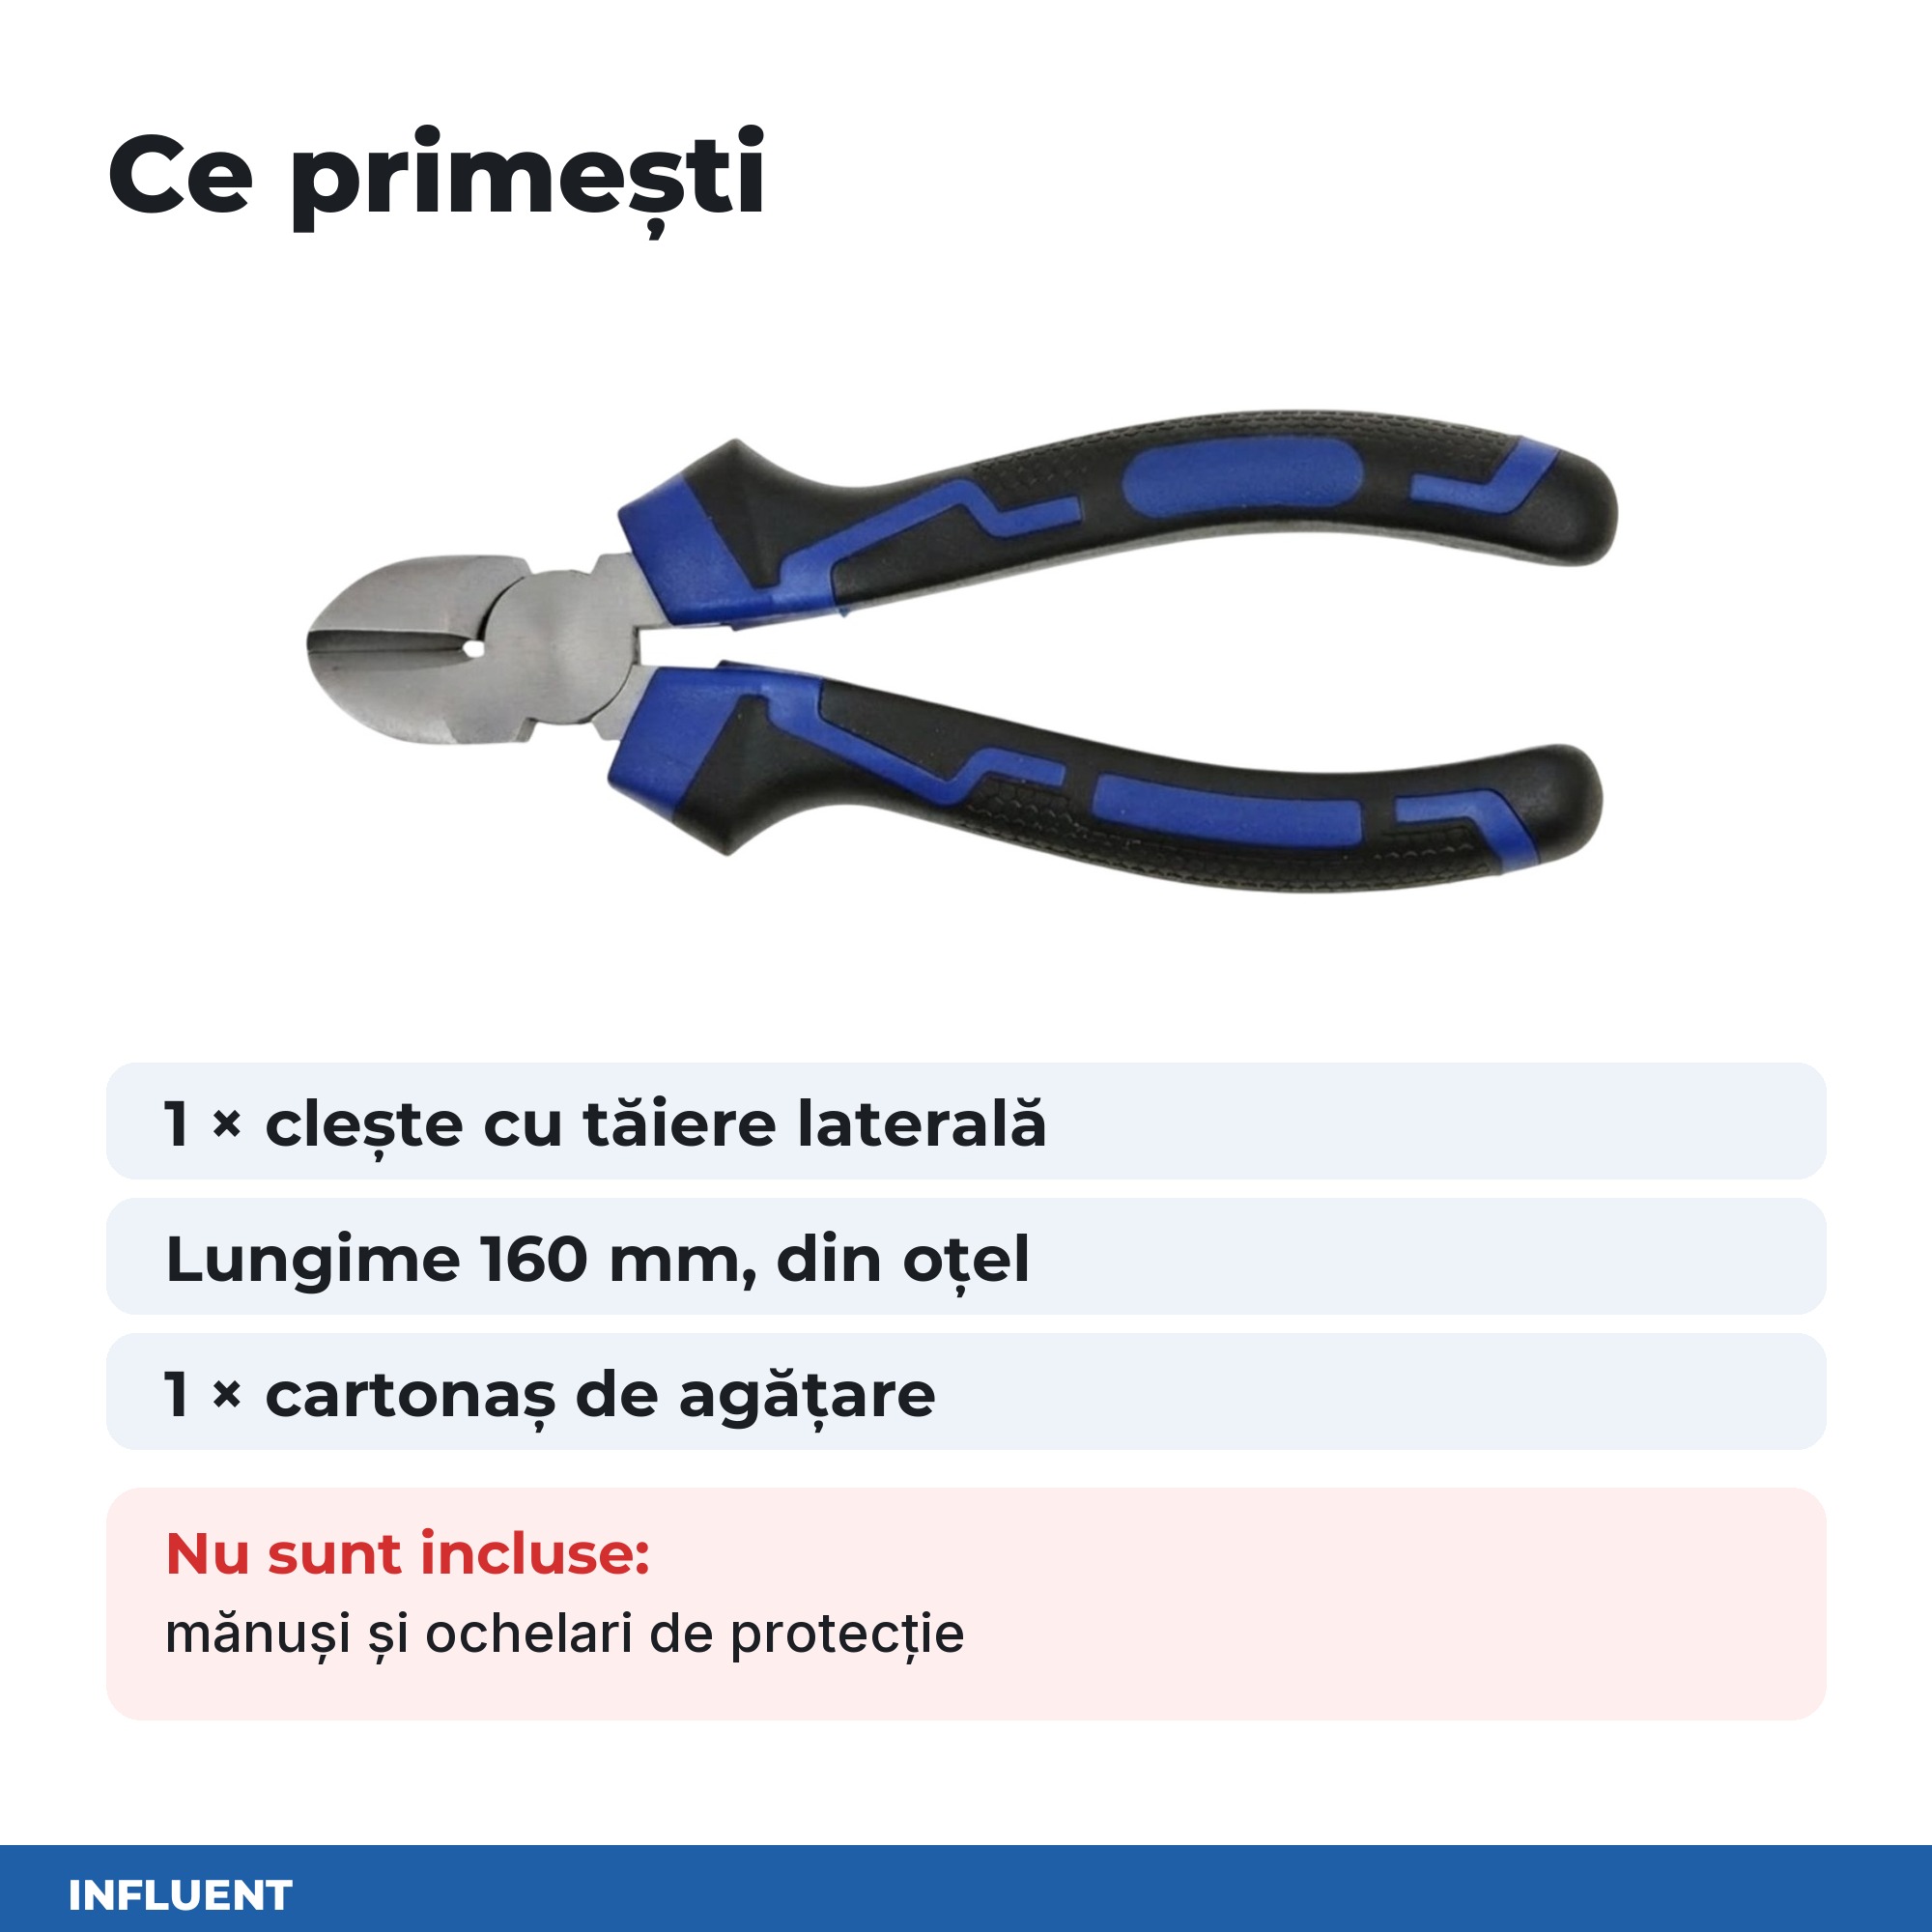 Ce primești
1 × clește cu tăiere laterală
Lungime 160 mm, din oțel
1 × cartonaș de agățare
Nu sunt incluse:
mănuși și ochelari de protecție
INFLUENT